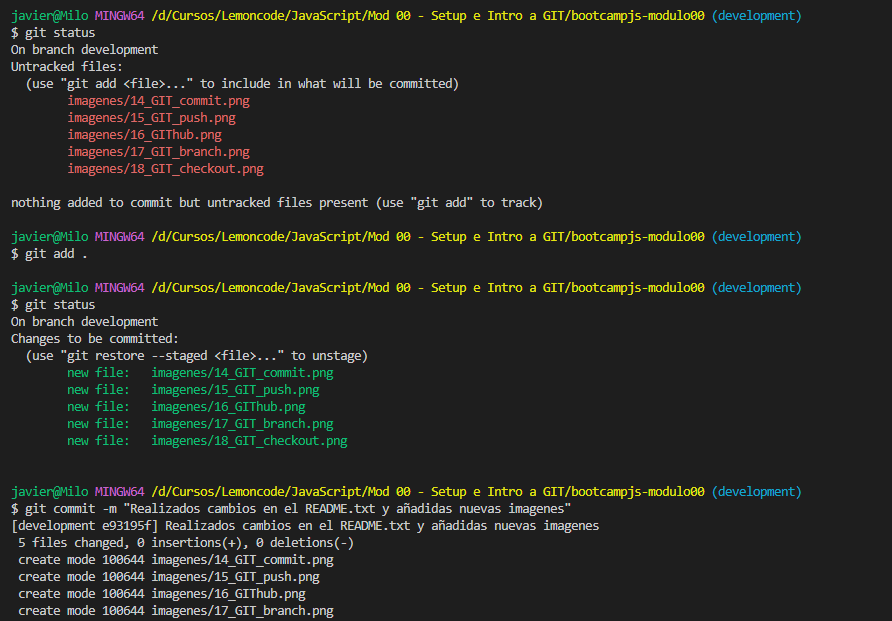 javier@Milo MINGW64 /d/Cursos/Lemoncode/JavaScript/Mod 00 - Setup e Intro a GIT/bootcampjs-modulo00 (development)
$ git status
On branch development
Untracked files:
  (use "git add <file>..." to include in what will be committed)
        imagenes/14_GIT_commit.png
        imagenes/15_GIT_push.png
        imagenes/16_GIThub.png
        imagenes/17_GIT_branch.png
        imagenes/18_GIT_checkout.png

nothing added to commit but untracked files present (use "git add" to track)

javier@Milo MINGW64 /d/Cursos/Lemoncode/JavaScript/Mod 00 - Setup e Intro a GIT/bootcampjs-modulo00 (development)
$ git add .

javier@Milo MINGW64 /d/Cursos/Lemoncode/JavaScript/Mod 00 - Setup e Intro a GIT/bootcampjs-modulo00 (development)
$ git status
On branch development
Changes to be committed:
  (use "git restore --staged <file>..." to unstage)
        new file:   imagenes/14_GIT_commit.png
        new file:   imagenes/15_GIT_push.png
        new file:   imagenes/16_GIThub.png
        new file:   imagenes/17_GIT_branch.png
        new file:   imagenes/18_GIT_checkout.png


javier@Milo MINGW64 /d/Cursos/Lemoncode/JavaScript/Mod 00 - Setup e Intro a GIT/bootcampjs-modulo00 (development)
$ git commit -m "Realizados cambios en el README.txt y añadidas nuevas imagenes"
[development e93195f] Realizados cambios en el README.txt y añadidas nuevas imagenes
 5 files changed, 0 insertions(+), 0 deletions(-)
 create mode 100644 imagenes/14_GIT_commit.png
 create mode 100644 imagenes/15_GIT_push.png
 create mode 100644 imagenes/16_GIThub.png
 create mode 100644 imagenes/17_GIT_branch.png